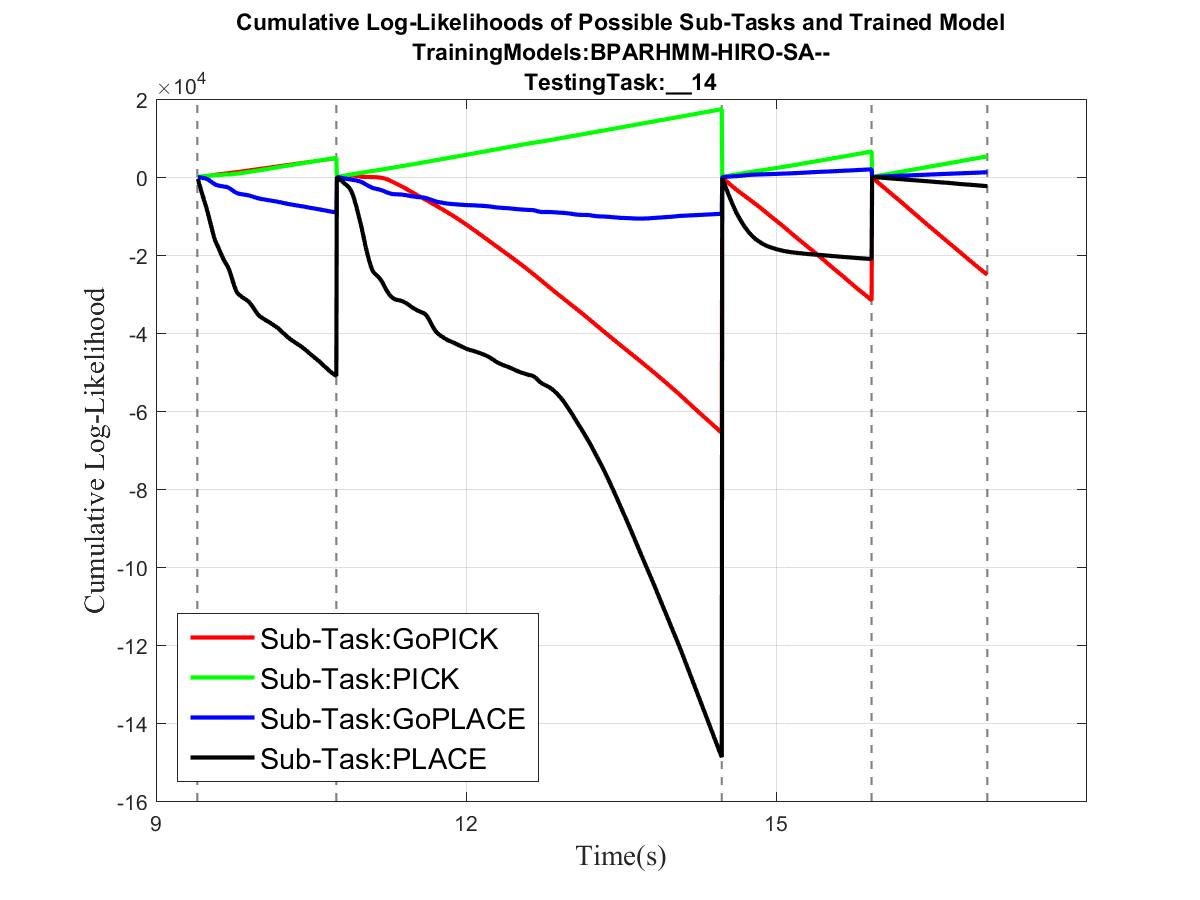 Cumulative Log-Likelihoods of Possible Sub-Tasks and Trained Model
TrainingModels:BPARHMM-HIRO-SA--
TestingTask:__14
×10⁴
2
0
-2
-4
-6
-8
-10
-12
-14
-16
Cumulative Log-Likelihood
Sub-Task:GoPICK
Sub-Task:PICK
Sub-Task:GoPLACE
Sub-Task:PLACE
9 12 15
Time(s)